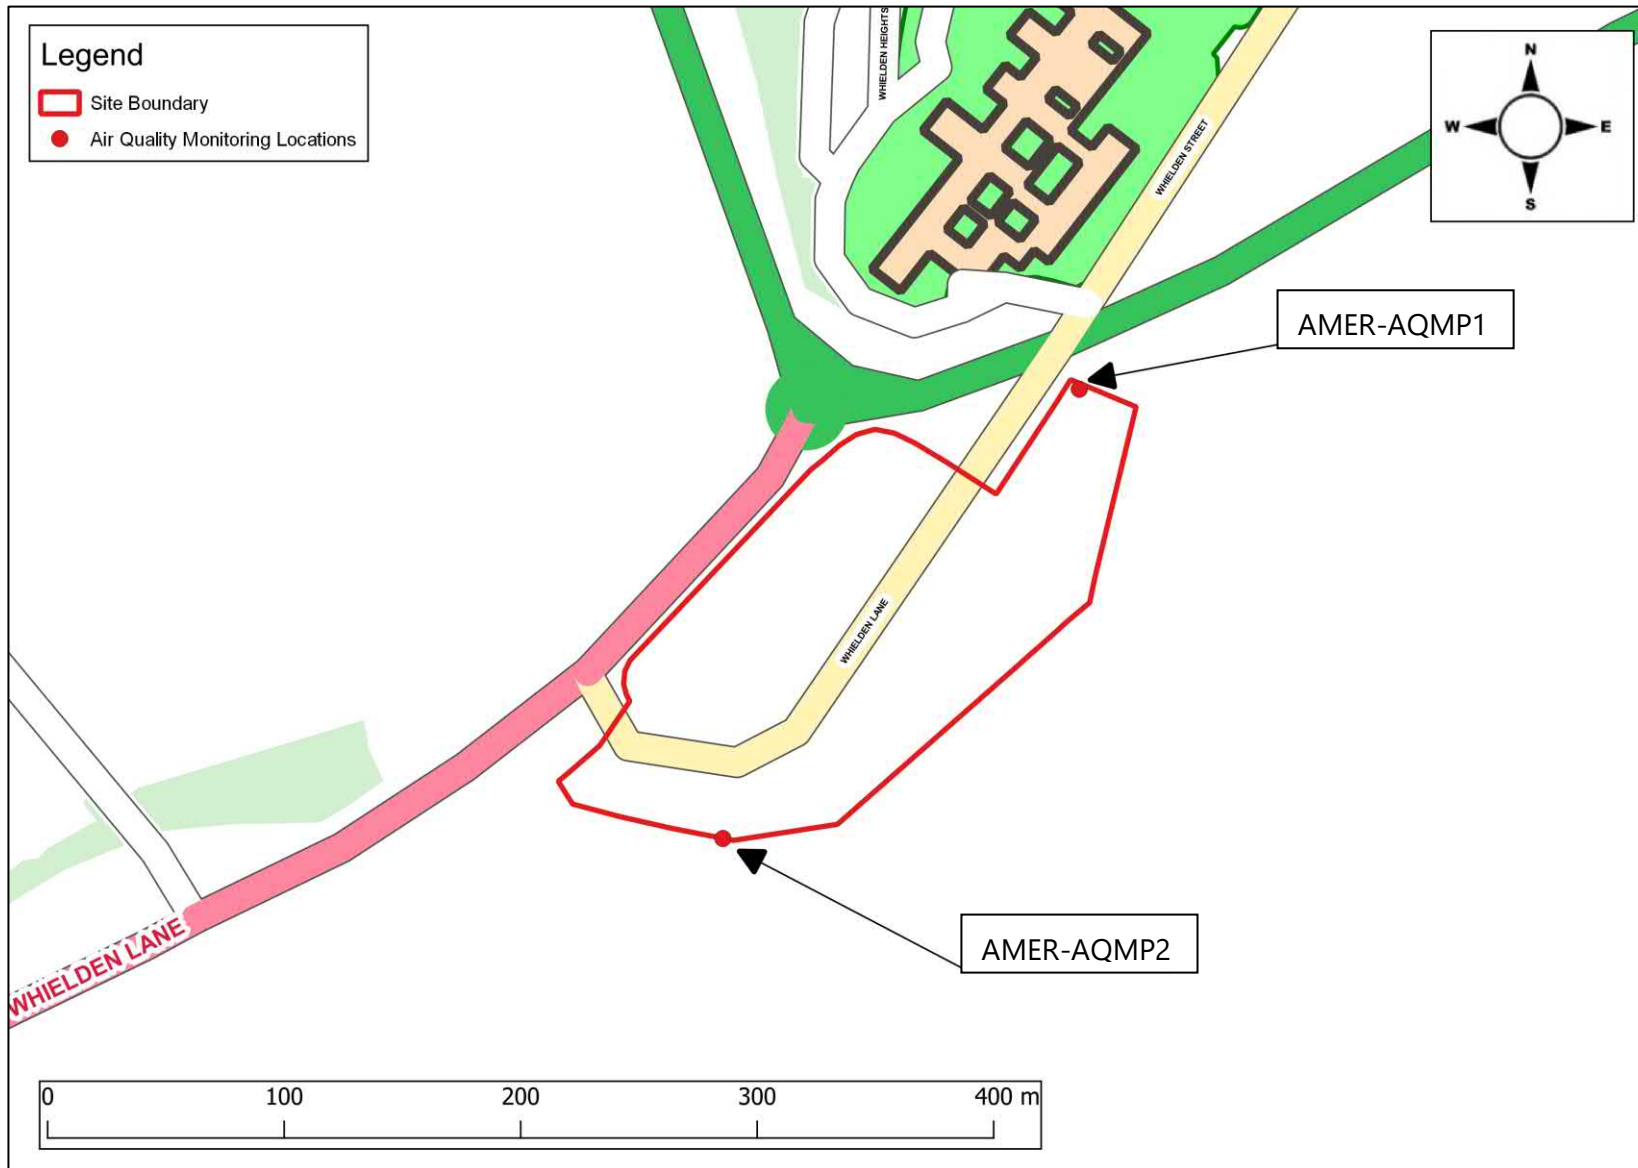 Legend
Site Boundary
Air Quality Monitoring Locations
WHIELDEN HEIGHTS
N
W
E
S
WHIELDEN STREET
AMER-AQMP1
WHIELDEN LANE
AMER-AQMP2
WHIELDEN LANE
0 100 200 300 400 m